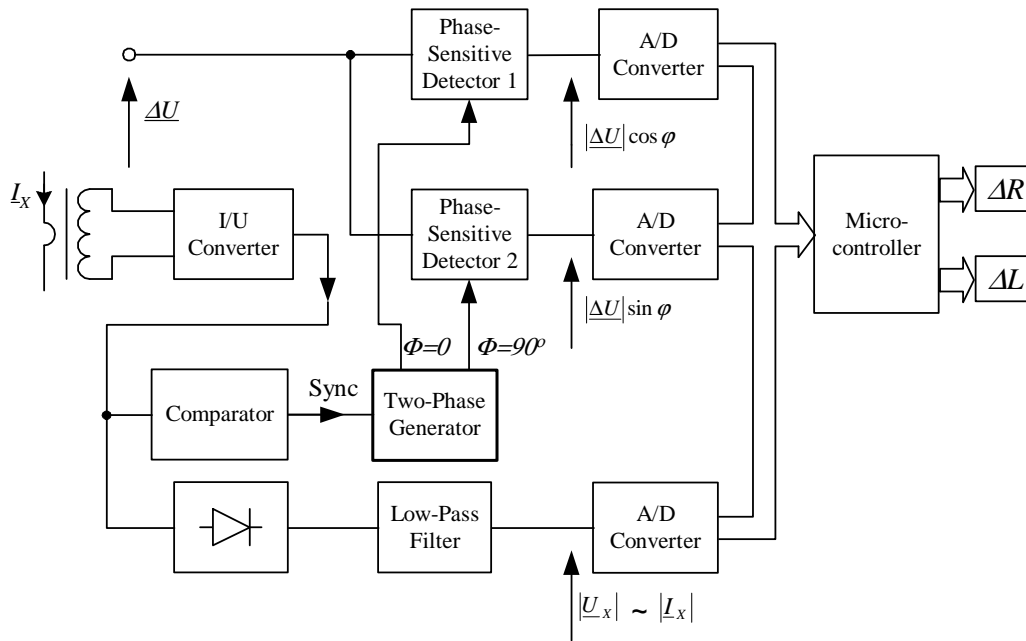 Phase-
Sensitive
Detector 1
A/D
Converter
ΔU
|ΔU| cos φ
I_X
I/U
Converter
Phase-
Sensitive
Detector 2
A/D
Converter
Micro-
controller
ΔR
ΔL
|ΔU| sin φ
Φ=0
Φ=90º
Comparator
Sync
Two-Phase
Generator
Low-Pass
Filter
A/D
Converter
|U_X| ~ |I_X|